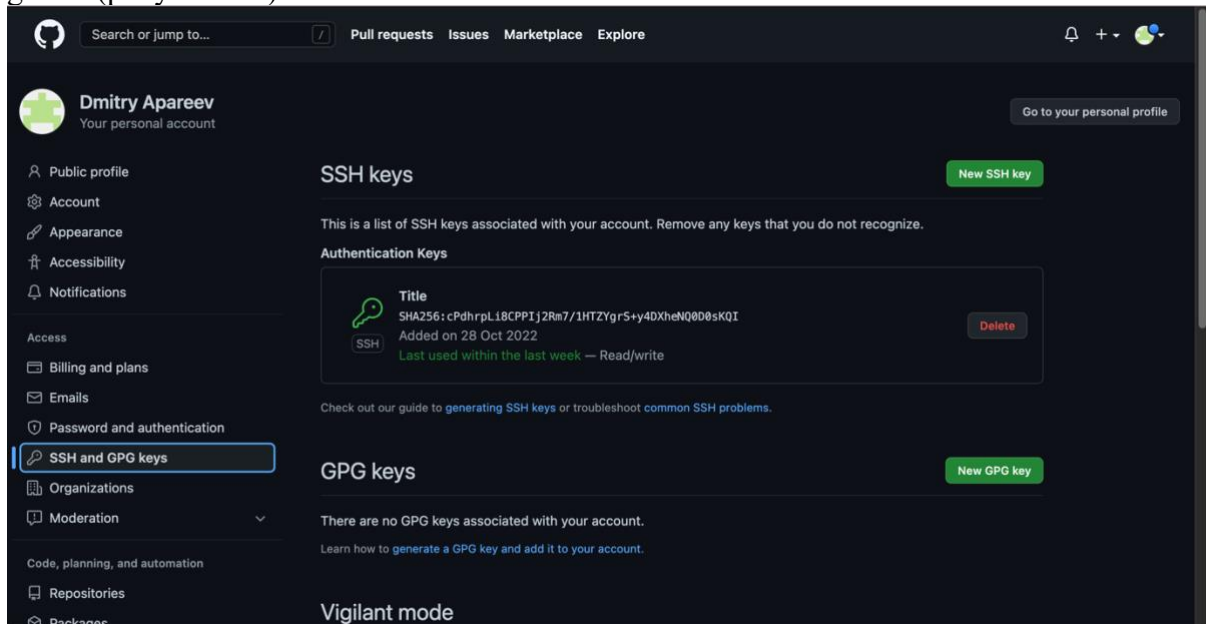 Search or jump to... / Pull requests Issues Marketplace Explore
Dmitry Apareev
Your personal account
Go to your personal profile
Public profile
Account
Appearance
Accessibility
Notifications
Access
Billing and plans
Emails
Password and authentication
SSH and GPG keys
Organizations
Moderation
Code, planning, and automation
Repositories
Packages
SSH keys
New SSH key
This is a list of SSH keys associated with your account. Remove any keys that you do not recognize.
Authentication Keys
Title
SHA256:cPdhrpLi8CPPIj2Rm7/1HTZYgrS+y4DXheNQ0D0sKQI
Added on 28 Oct 2022
Last used within the last week — Read/write
SSH
Delete
Check out our guide to generating SSH keys or troubleshoot common SSH problems.
GPG keys
New GPG key
There are no GPG keys associated with your account.
Learn how to generate a GPG key and add it to your account.
Vigilant mode